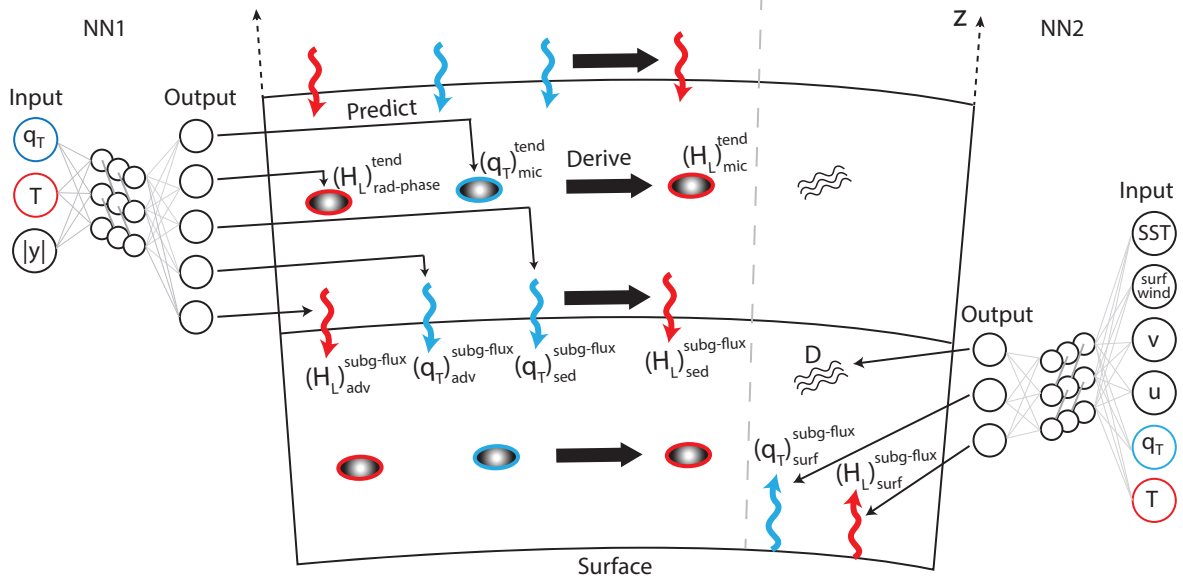 NN1
z
NN2
Input
Output
Predict
q_T
T
|y|
(H_L)^tend_rad-phase
(q_T)^tend_mic
Derive
(H_L)^tend_mic
Input
SST
surf
wind
v
u
q_T
T
Output
D
(H_L)^subg-flux_adv
(q_T)^subg-flux_adv
(q_T)^subg-flux_sed
(H_L)^subg-flux_sed
(q_T)^subg-flux_surf
(H_L)^subg-flux_surf
Surface